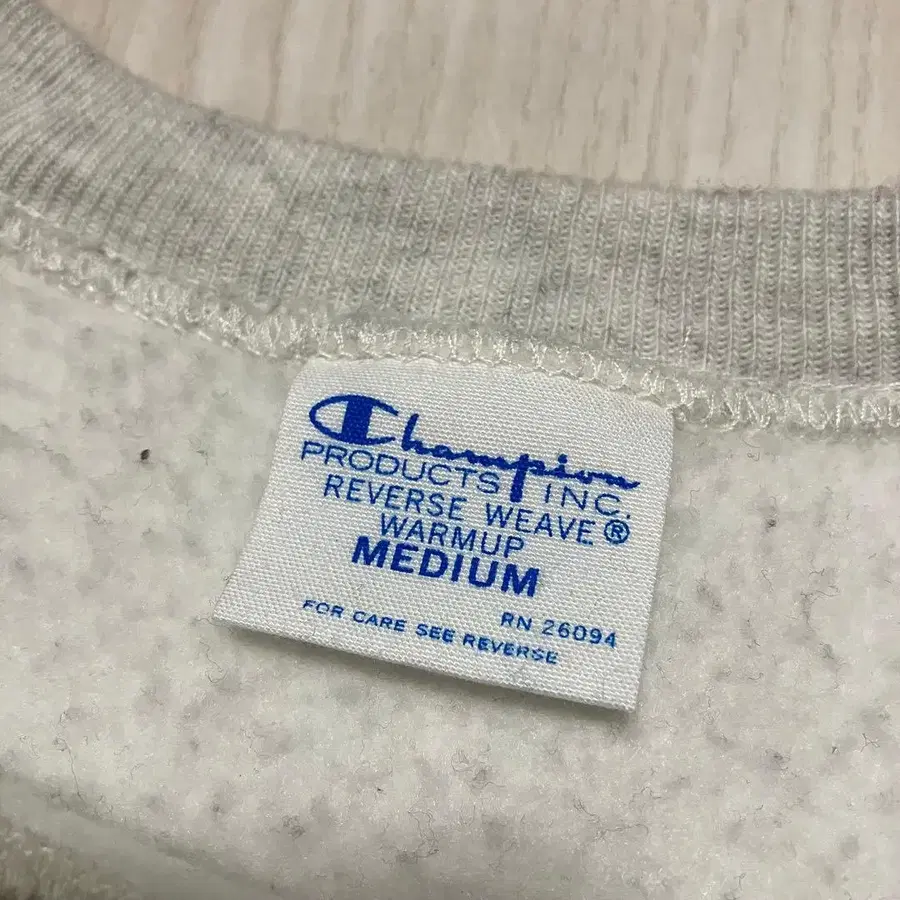 Champion
PRODUCTS INC.
REVERSE WEAVE®
WARMUP
MEDIUM
RN 26094
FOR CARE SEE REVERSE